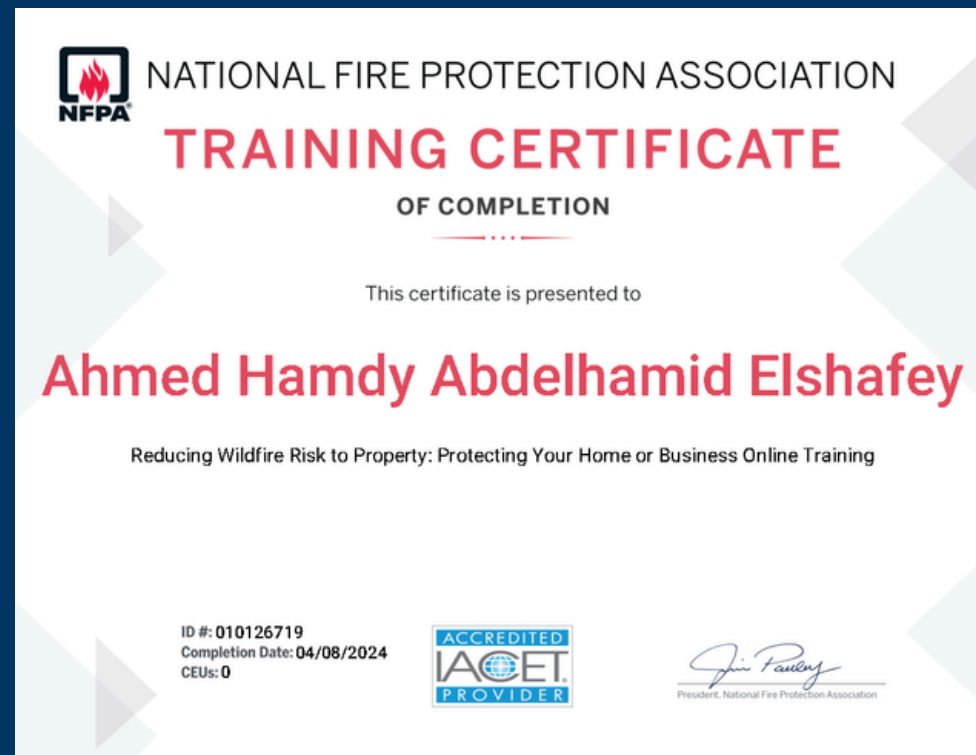 NFPA
NATIONAL FIRE PROTECTION ASSOCIATION
TRAINING CERTIFICATE
OF COMPLETION
This certificate is presented to
Ahmed Hamdy Abdelhamid Elshafey
Reducing Wildfire Risk to Property: Protecting Your Home or Business Online Training
ID #: 010126719
Completion Date: 04/08/2024
CEUs: 0
ACCREDITED
IACET
PROVIDER
Jim Pauley
President, National Fire Protection Association